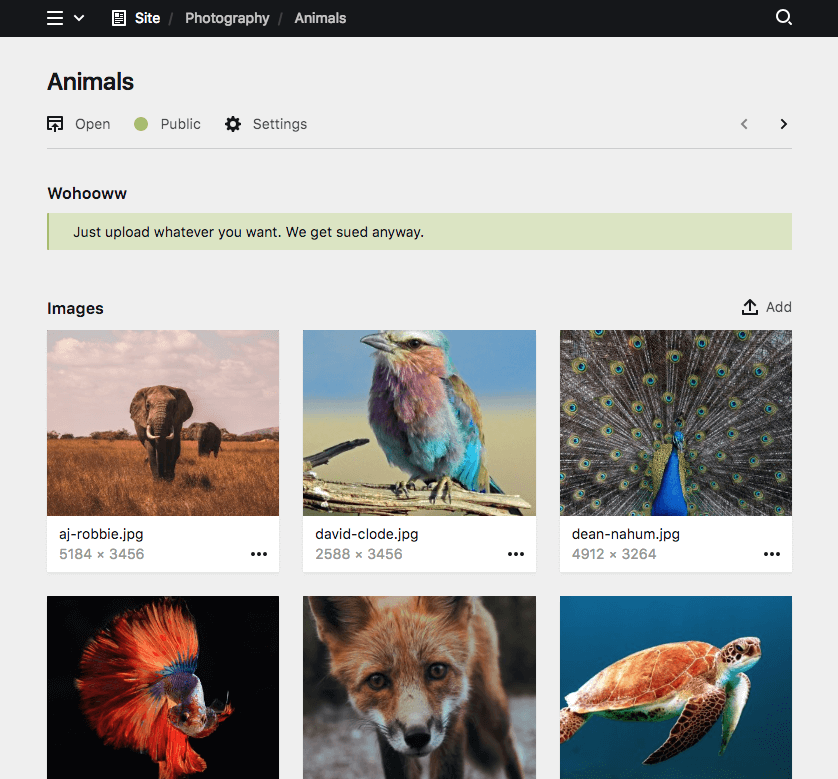 Site / Photography / Animals
Animals
Open Public Settings
Wohooww
Just upload whatever you want. We get sued anyway.
Images Add
aj-robbie.jpg david-clode.jpg dean-nahum.jpg
5184 × 3456 2588 × 3456 4912 × 3264